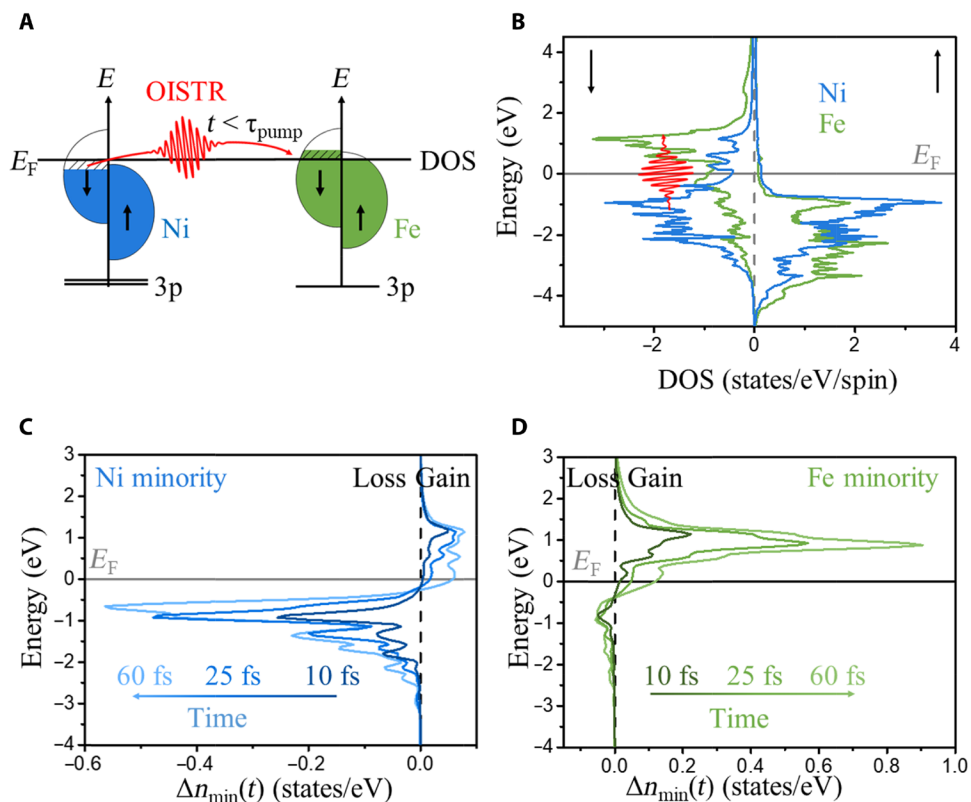 A
E
E
OISTR
t < τpump
EF
DOS
Ni
Fe
3p
3p
B
4
2
0
−2
−4
Energy (eV)
Ni
Fe
EF
−2
0
2
4
DOS (states/eV/spin)
C
3
2
1
0
−1
−2
−3
−4
Energy (eV)
Ni minority
Loss Gain
EF
60 fs 25 fs 10 fs
Time
−0.6
−0.4
−0.2
0.0
Δnmin(t) (states/eV)
D
3
2
1
0
−1
−2
−3
−4
Energy (eV)
Loss Gain
Fe minority
EF
10 fs 25 fs 60 fs
Time
0.0
0.2
0.4
0.6
0.8
1.0
Δnmin(t) (states/eV)